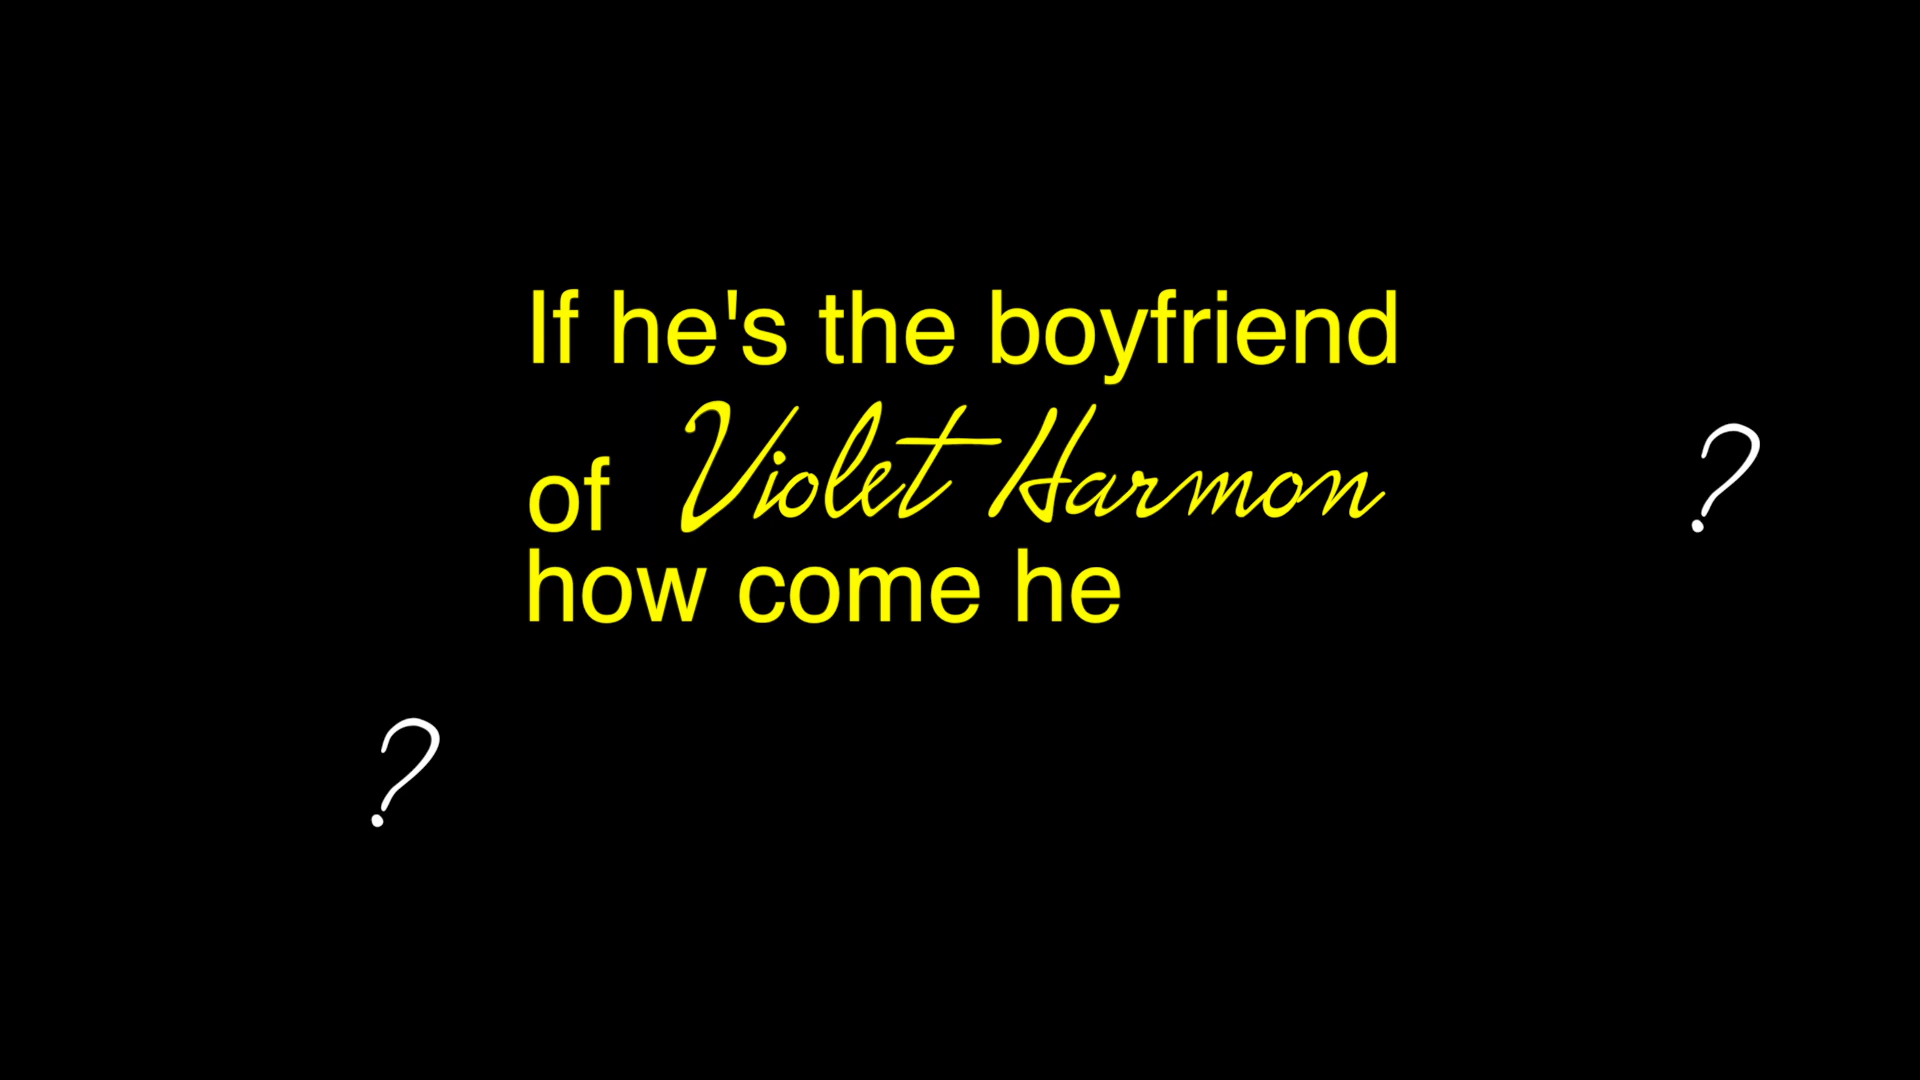 If he's the boyfriend
of Violet Harmon
?
how come he
?